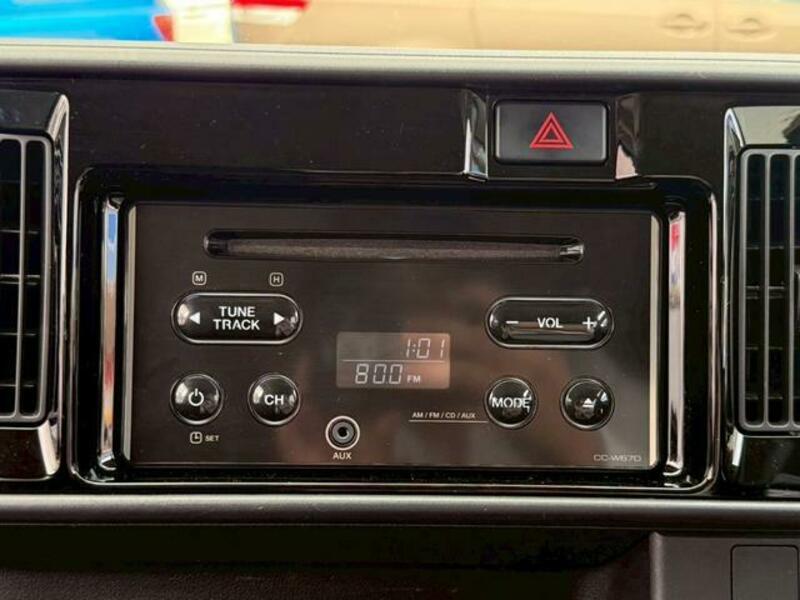 M H
TUNE
TRACK
− VOL +
1:01
800 FM
CH
MODE
AM / FM / CD / AUX
SET
AUX
CC-W67D